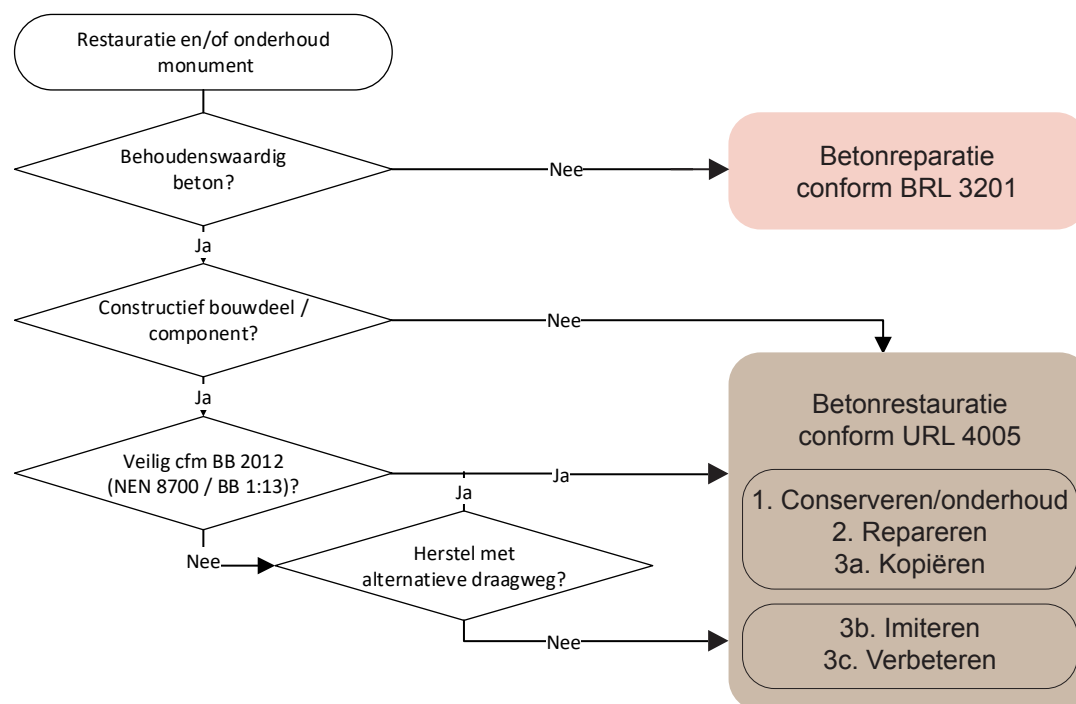 Restauratie en/of onderhoud
monument
Behoudenswaardig
beton?
Nee
Betonreparatie
conform BRL 3201
Ja
Constructief bouwdeel /
component?
Nee
Ja
Betonrestauratie
conform URL 4005
Veilig cfm BB 2012
(NEN 8700 / BB 1:13)?
Ja
Ja
1. Conserveren/onderhoud
2. Repareren
3a. Kopiëren
Nee
Herstel met
alternatieve draagweg?
Nee
3b. Imiteren
3c. Verbeteren